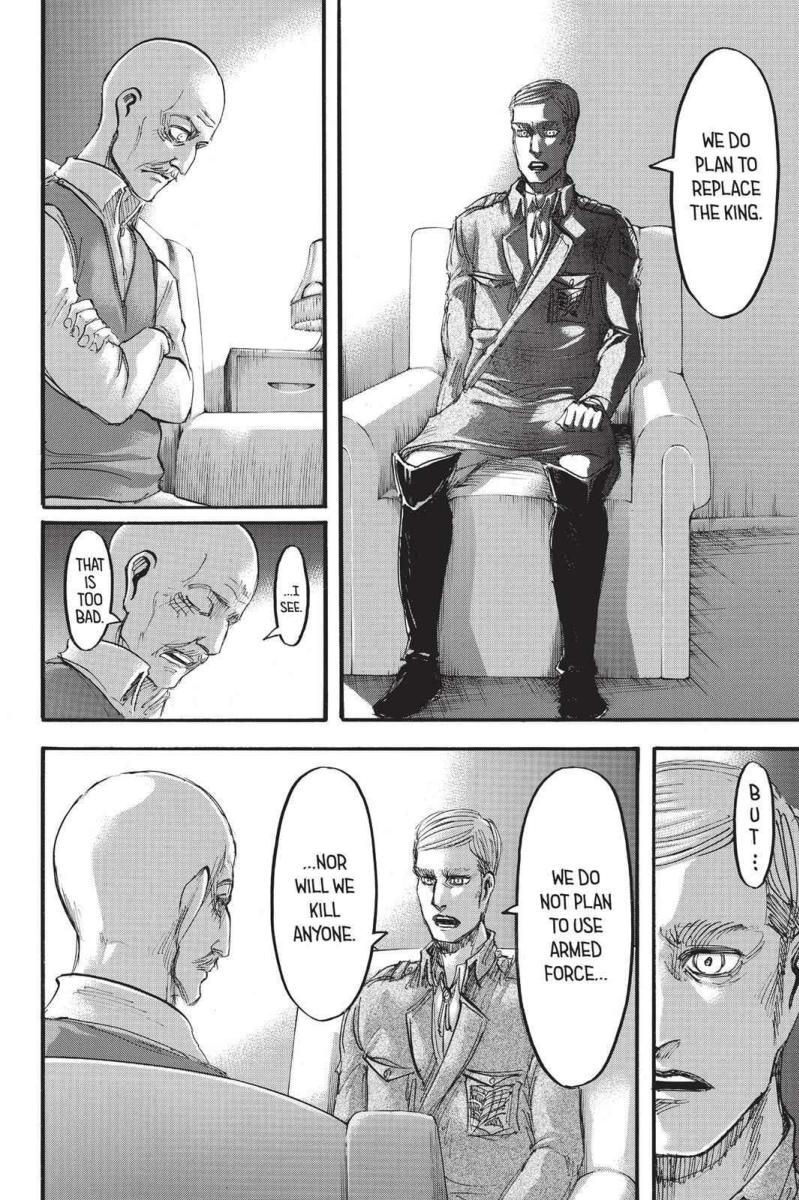 WE DO
PLAN TO
REPLACE
THE KING.
...I
SEE.
THAT
IS
TOO
BAD.
BUT...
WE DO
NOT PLAN
TO USE
ARMED
FORCE...
...NOR
WILL WE
KILL
ANYONE.